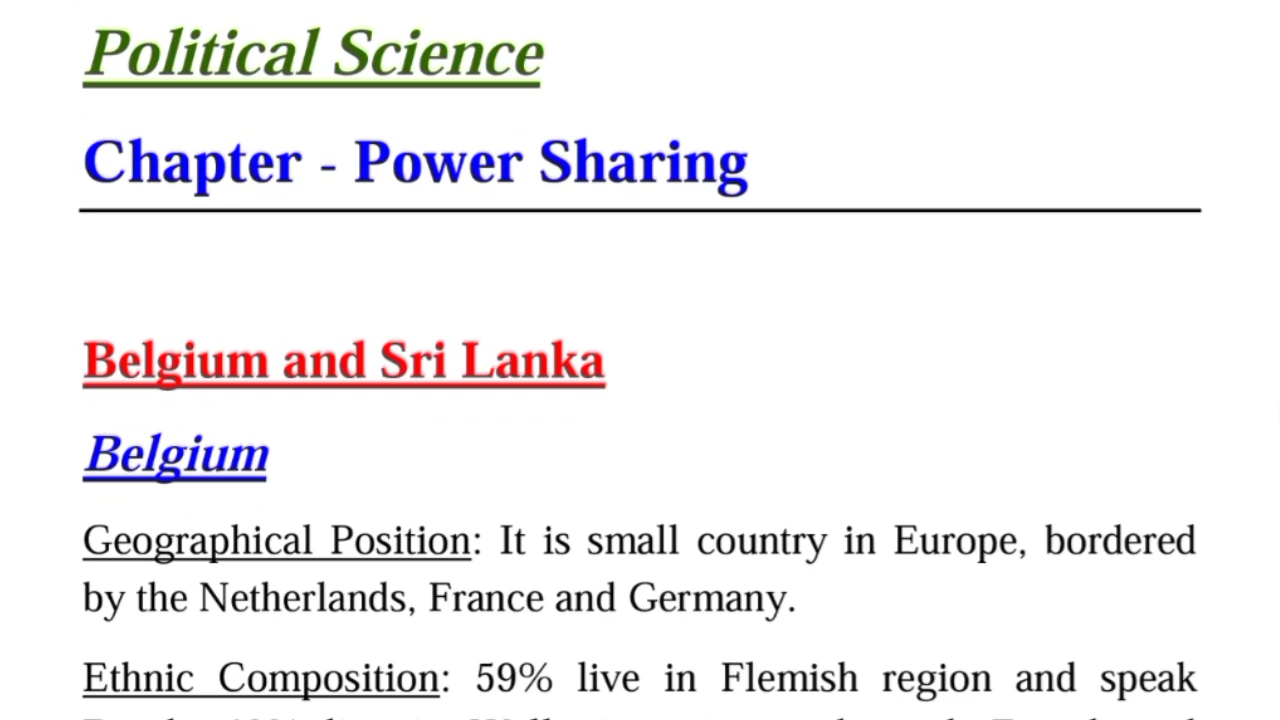 Political Science
Chapter - Power Sharing
Belgium and Sri Lanka
Belgium
Geographical Position: It is small country in Europe, bordered
by the Netherlands, France and Germany.
Ethnic Composition: 59% live in Flemish region and speak